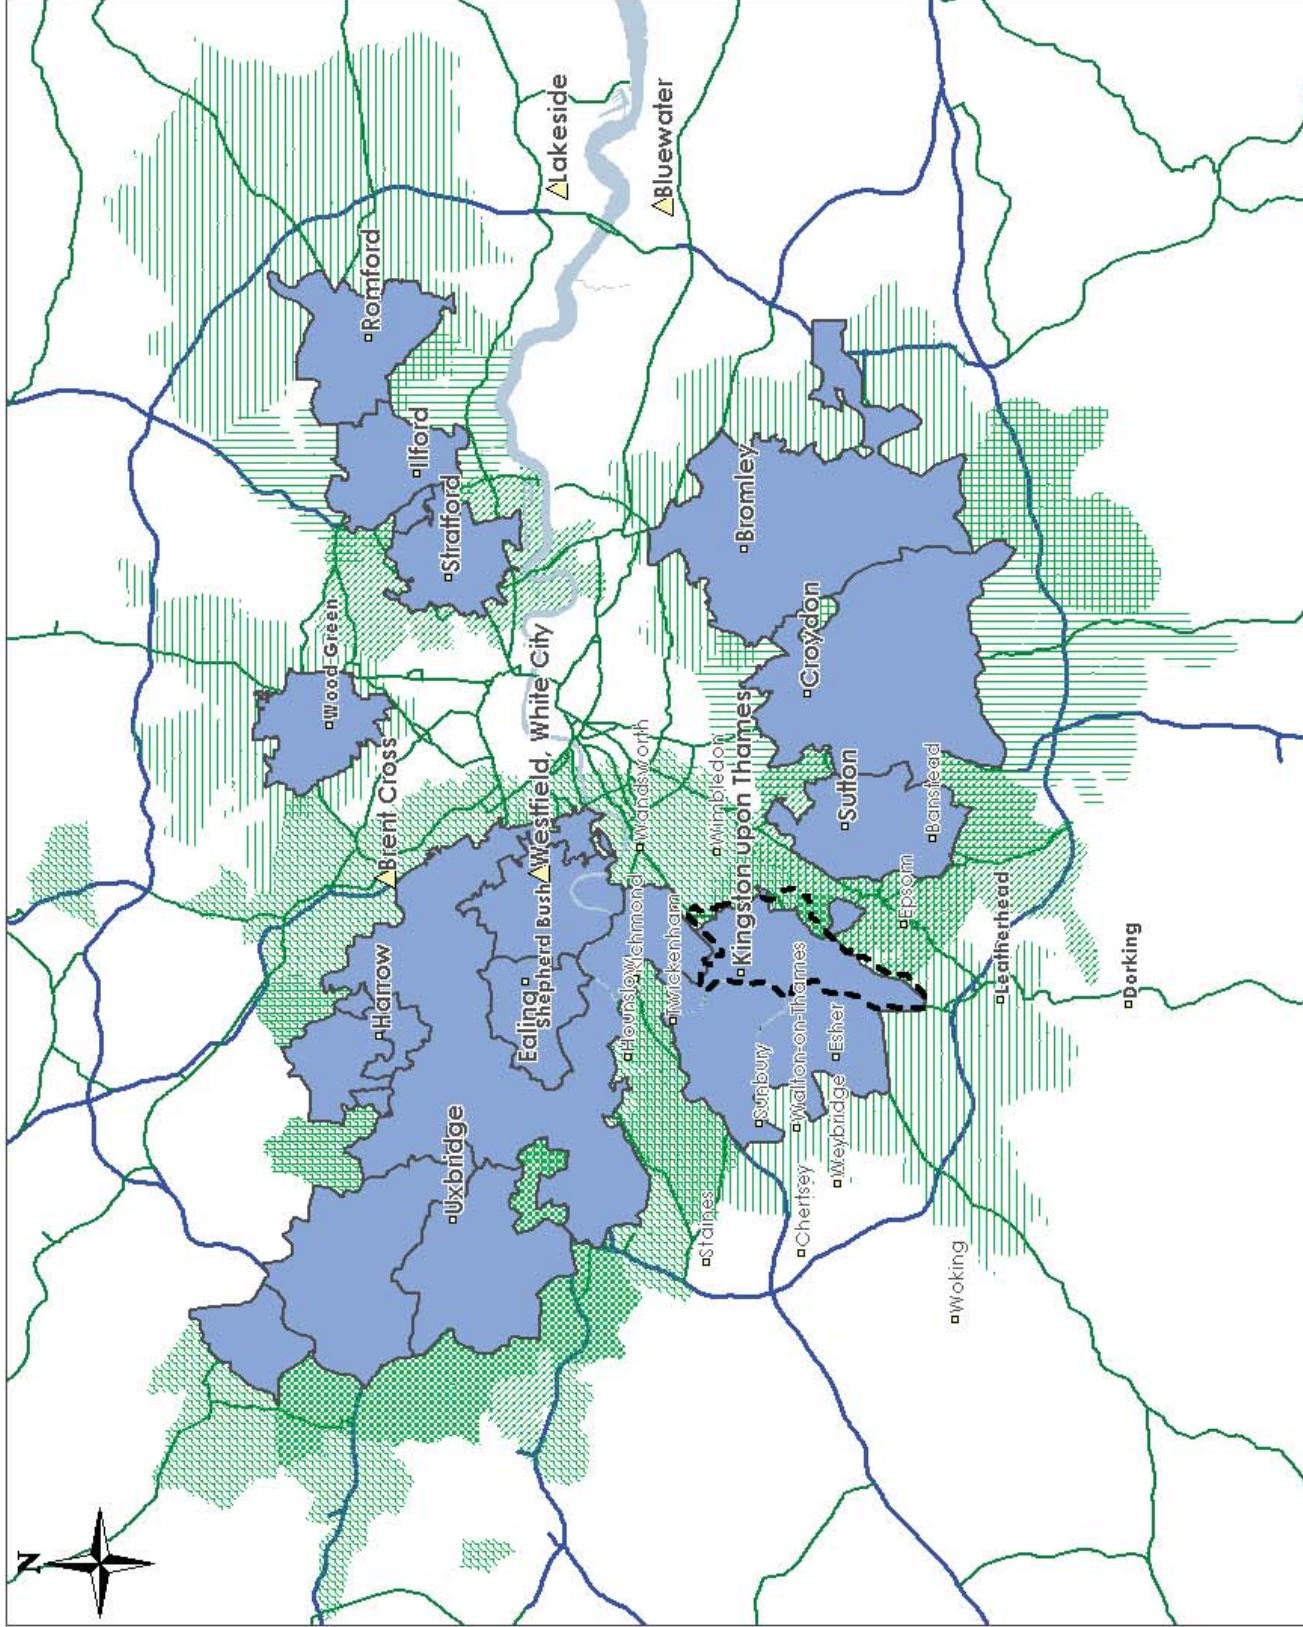 N
Romford
Ilford
Stratford
Wood Green
Lakeside
Bluewater
Brent Cross
Westfield, White City
Harrow
Ealing
Shepherd Bush
Uxbridge
Hounslow
Richmond
Twickenham
Wandsworth
Wimbledon
Kingston upon Thames
Bromley
Croydon
Sutton
Banstead
Epsom
Staines
Sunbury
Walton-on-Thames
Esher
Weybridge
Chertsey
Woking
Leatherhead
Dorking